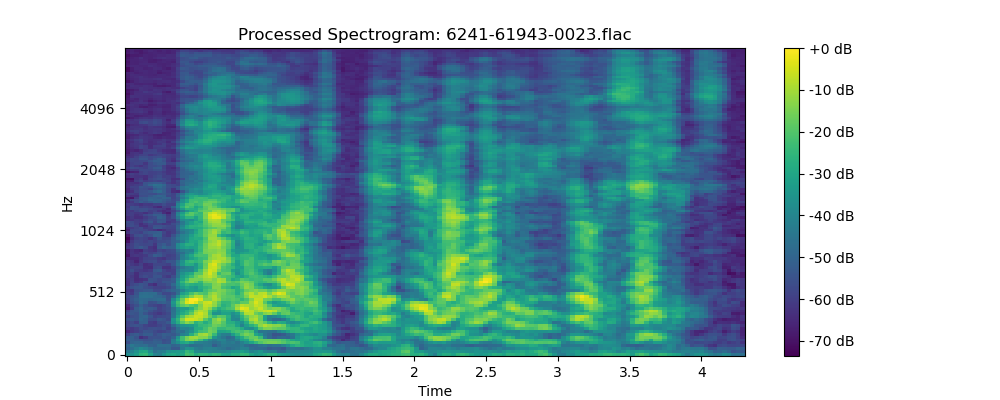 Processed Spectrogram: 6241-61943-0023.flac
Hz
4096
2048
1024
512
0
0 0.5 1 1.5 2 2.5 3 3.5 4
Time
+0 dB
-10 dB
-20 dB
-30 dB
-40 dB
-50 dB
-60 dB
-70 dB